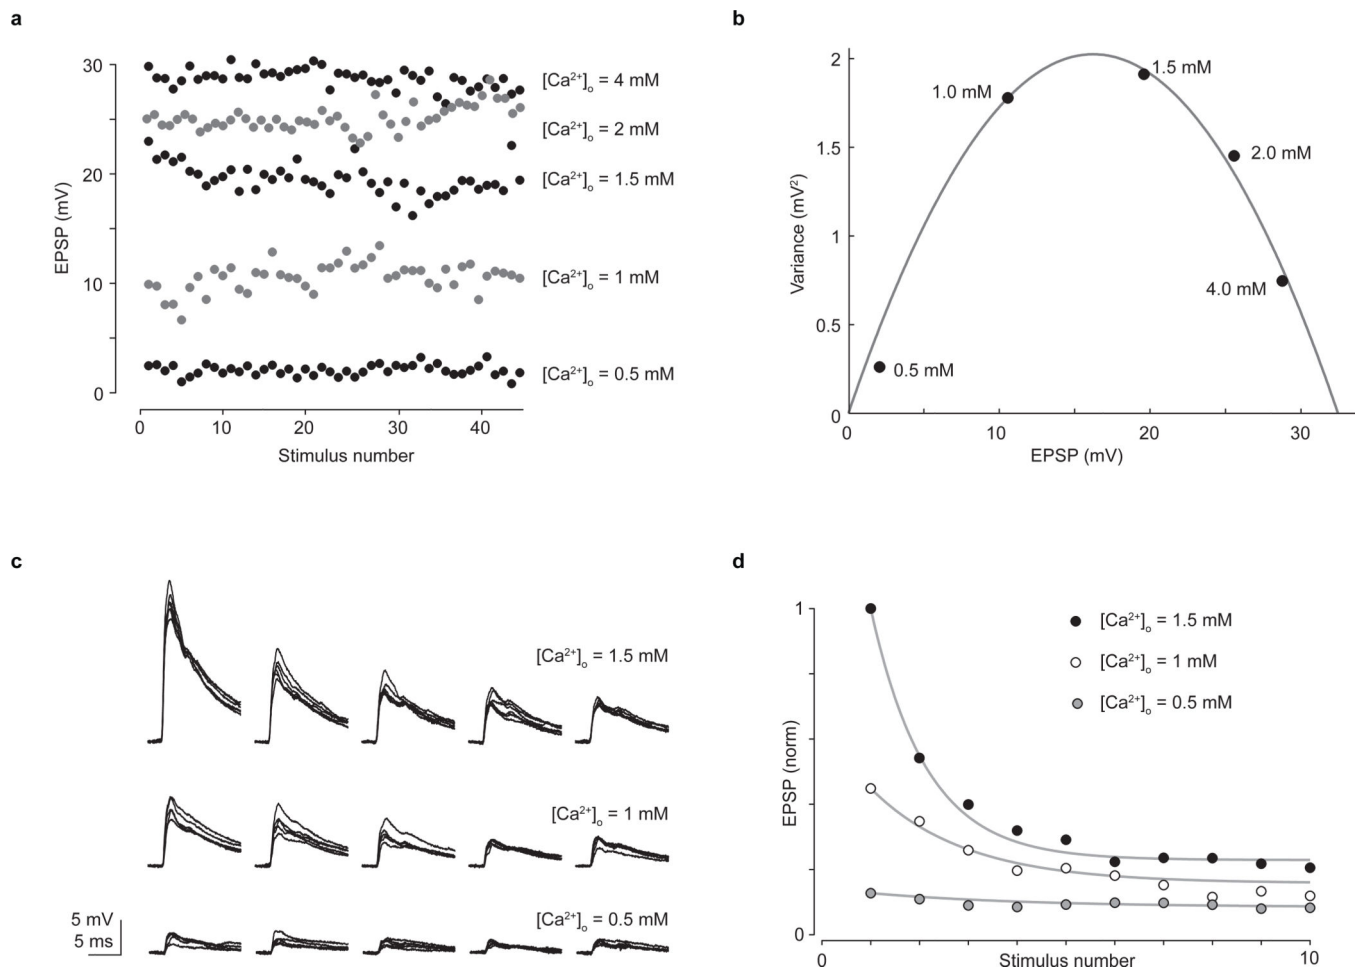 a
30
20
10
0
EPSP (mV)
[Ca²⁺]ₒ = 4 mM
[Ca²⁺]ₒ = 2 mM
[Ca²⁺]ₒ = 1.5 mM
[Ca²⁺]ₒ = 1 mM
[Ca²⁺]ₒ = 0.5 mM
0 10 20 30 40
Stimulus number
b
2
1.5
1
0.5
0
Variance (mV²)
1.0 mM
1.5 mM
2.0 mM
4.0 mM
0.5 mM
0 10 20 30
EPSP (mV)
c
[Ca²⁺]ₒ = 1.5 mM
[Ca²⁺]ₒ = 1 mM
[Ca²⁺]ₒ = 0.5 mM
5 mV
5 ms
d
1
0
EPSP (norm)
[Ca²⁺]ₒ = 1.5 mM
[Ca²⁺]ₒ = 1 mM
[Ca²⁺]ₒ = 0.5 mM
0 10
Stimulus number